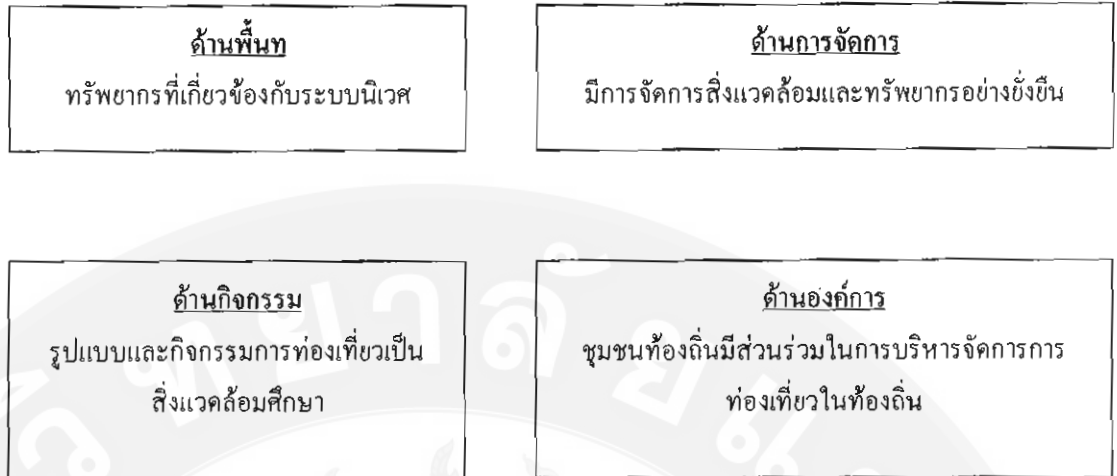 ด้านพื้นท
ทรัพยากรที่เกี่ยวข้องกับระบบนิเวศ
ด้านการจัดการ
มีการจัดการสิ่งแวดล้อมและทรัพยากรอย่างยั่งยืน
ด้านกิจกรรม
รูปแบบและกิจกรรมการท่องเที่ยวเป็น
สิ่งแวดล้อมศึกษา
ด้านองค์การ
ชุมชนท้องถิ่นมีส่วนร่วมในการบริหารจัดการการ
ท่องเที่ยวในท้องถิ่น